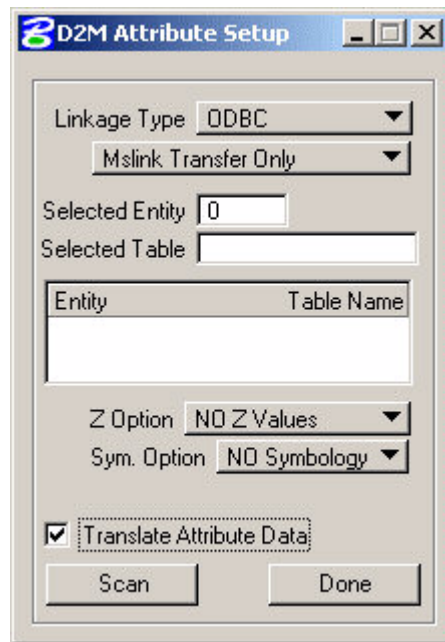 D2M Attribute Setup
Linkage Type ODBC
Mslink Transfer Only
Selected Entity 0
Selected Table
Entity Table Name
Z Option NO Z Values
Sym. Option NO Symbology
Translate Attribute Data
Scan Done